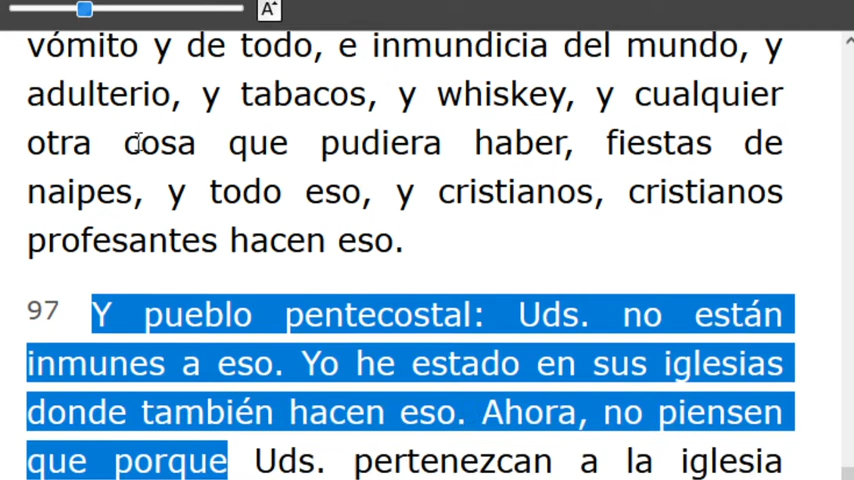 A
vómito y de todo, e inmundicia del mundo, y
adulterio, y tabacos, y whiskey, y cualquier
otra cosa que pudiera haber, fiestas de
naipes, y todo eso, y cristianos, cristianos
profesantes hacen eso.
97 Y pueblo pentecostal: Uds. no están
inmunes a eso. Yo he estado en sus iglesias
donde también hacen eso. Ahora, no piensen
que porque Uds. pertenezcan a la iglesia